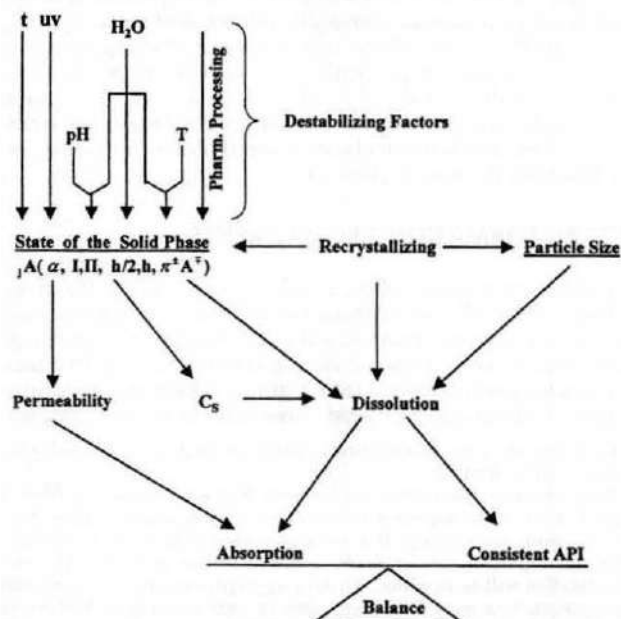 t uv
H₂O
pH T
Pharm. Processing
Destabilizing Factors
State of the Solid Phase Recrystallizing Particle Size
ⱼA( α, I,II, h/2,h, π±A∓)
Permeability Cₛ Dissolution
Absorption Consistent API
Balance